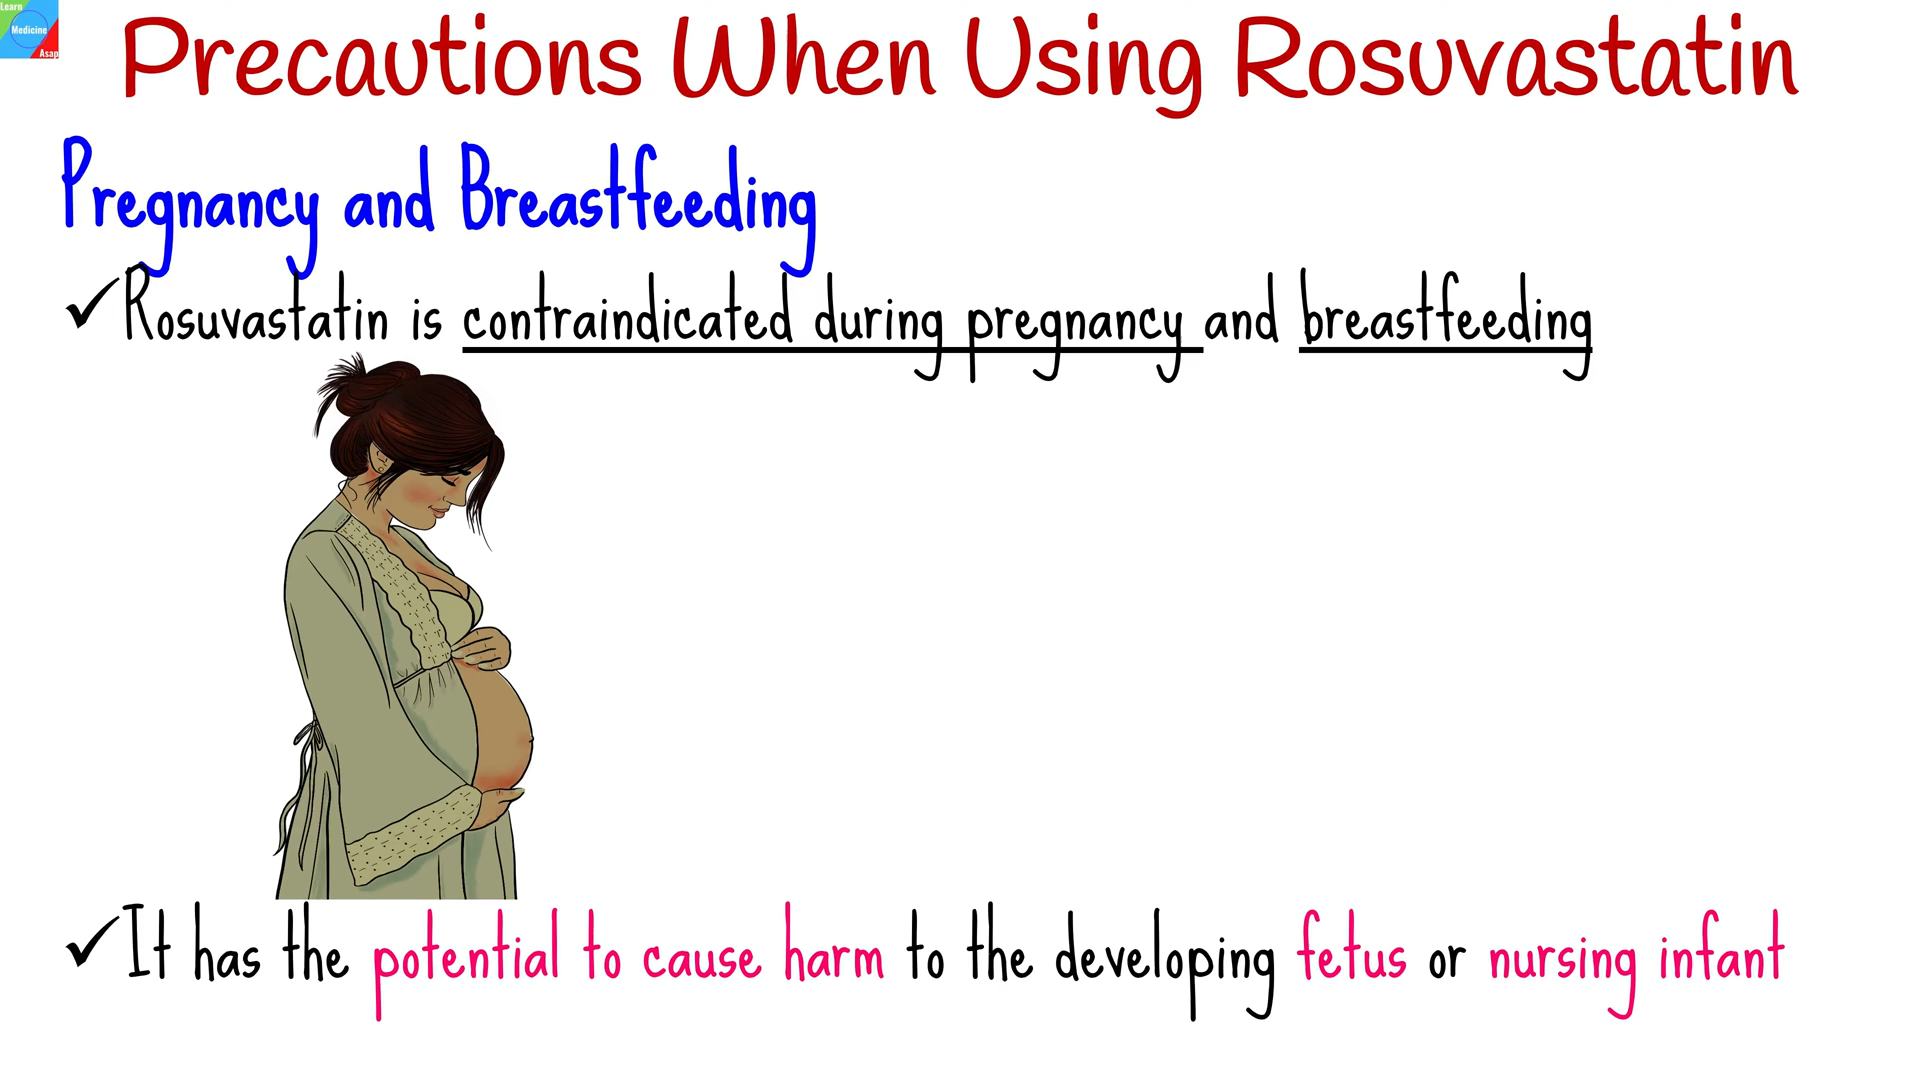 Learn
Medicine
Asap
Precautions When Using Rosuvastatin
Pregnancy and Breastfeeding
✓Rosuvastatin is contraindicated during pregnancy and breastfeeding
✓It has the potential to cause harm to the developing fetus or nursing infant